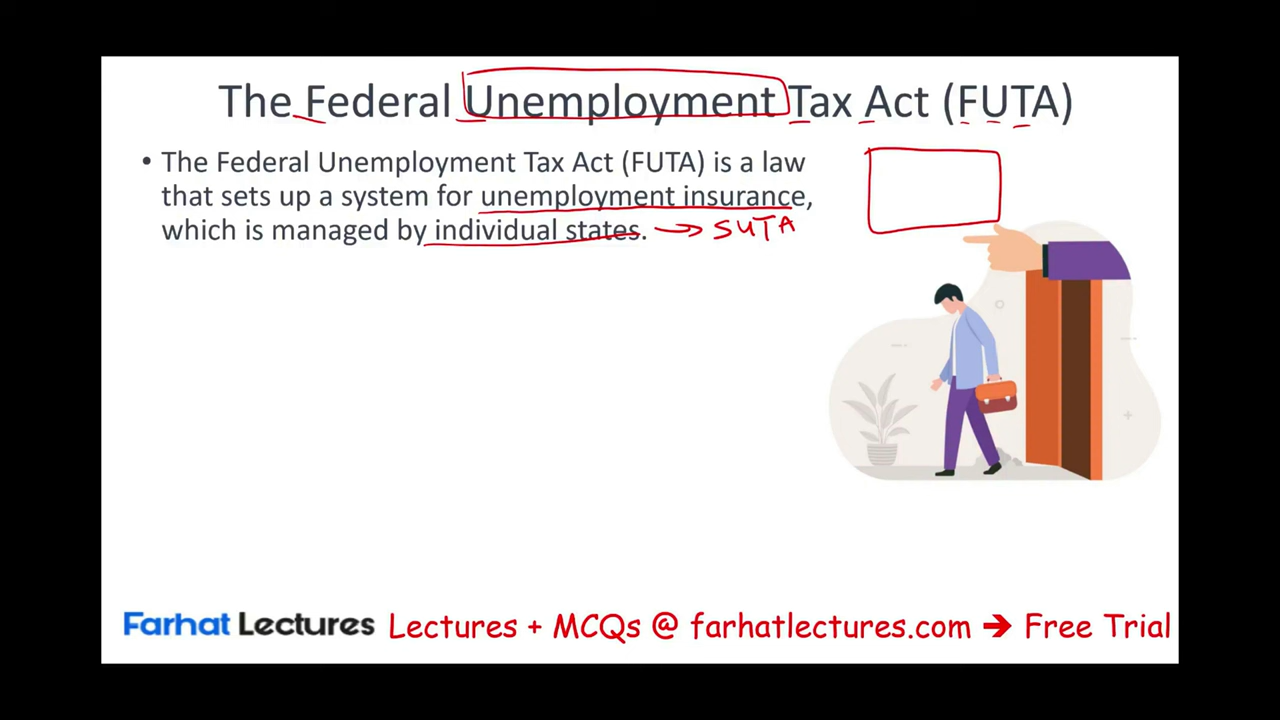 The Federal Unemployment Tax Act (FUTA)
• The Federal Unemployment Tax Act (FUTA) is a law
that sets up a system for unemployment insurance,
which is managed by individual states. → SUTA
Farhat Lectures Lectures + MCQs @ farhatlectures.com → Free Trial